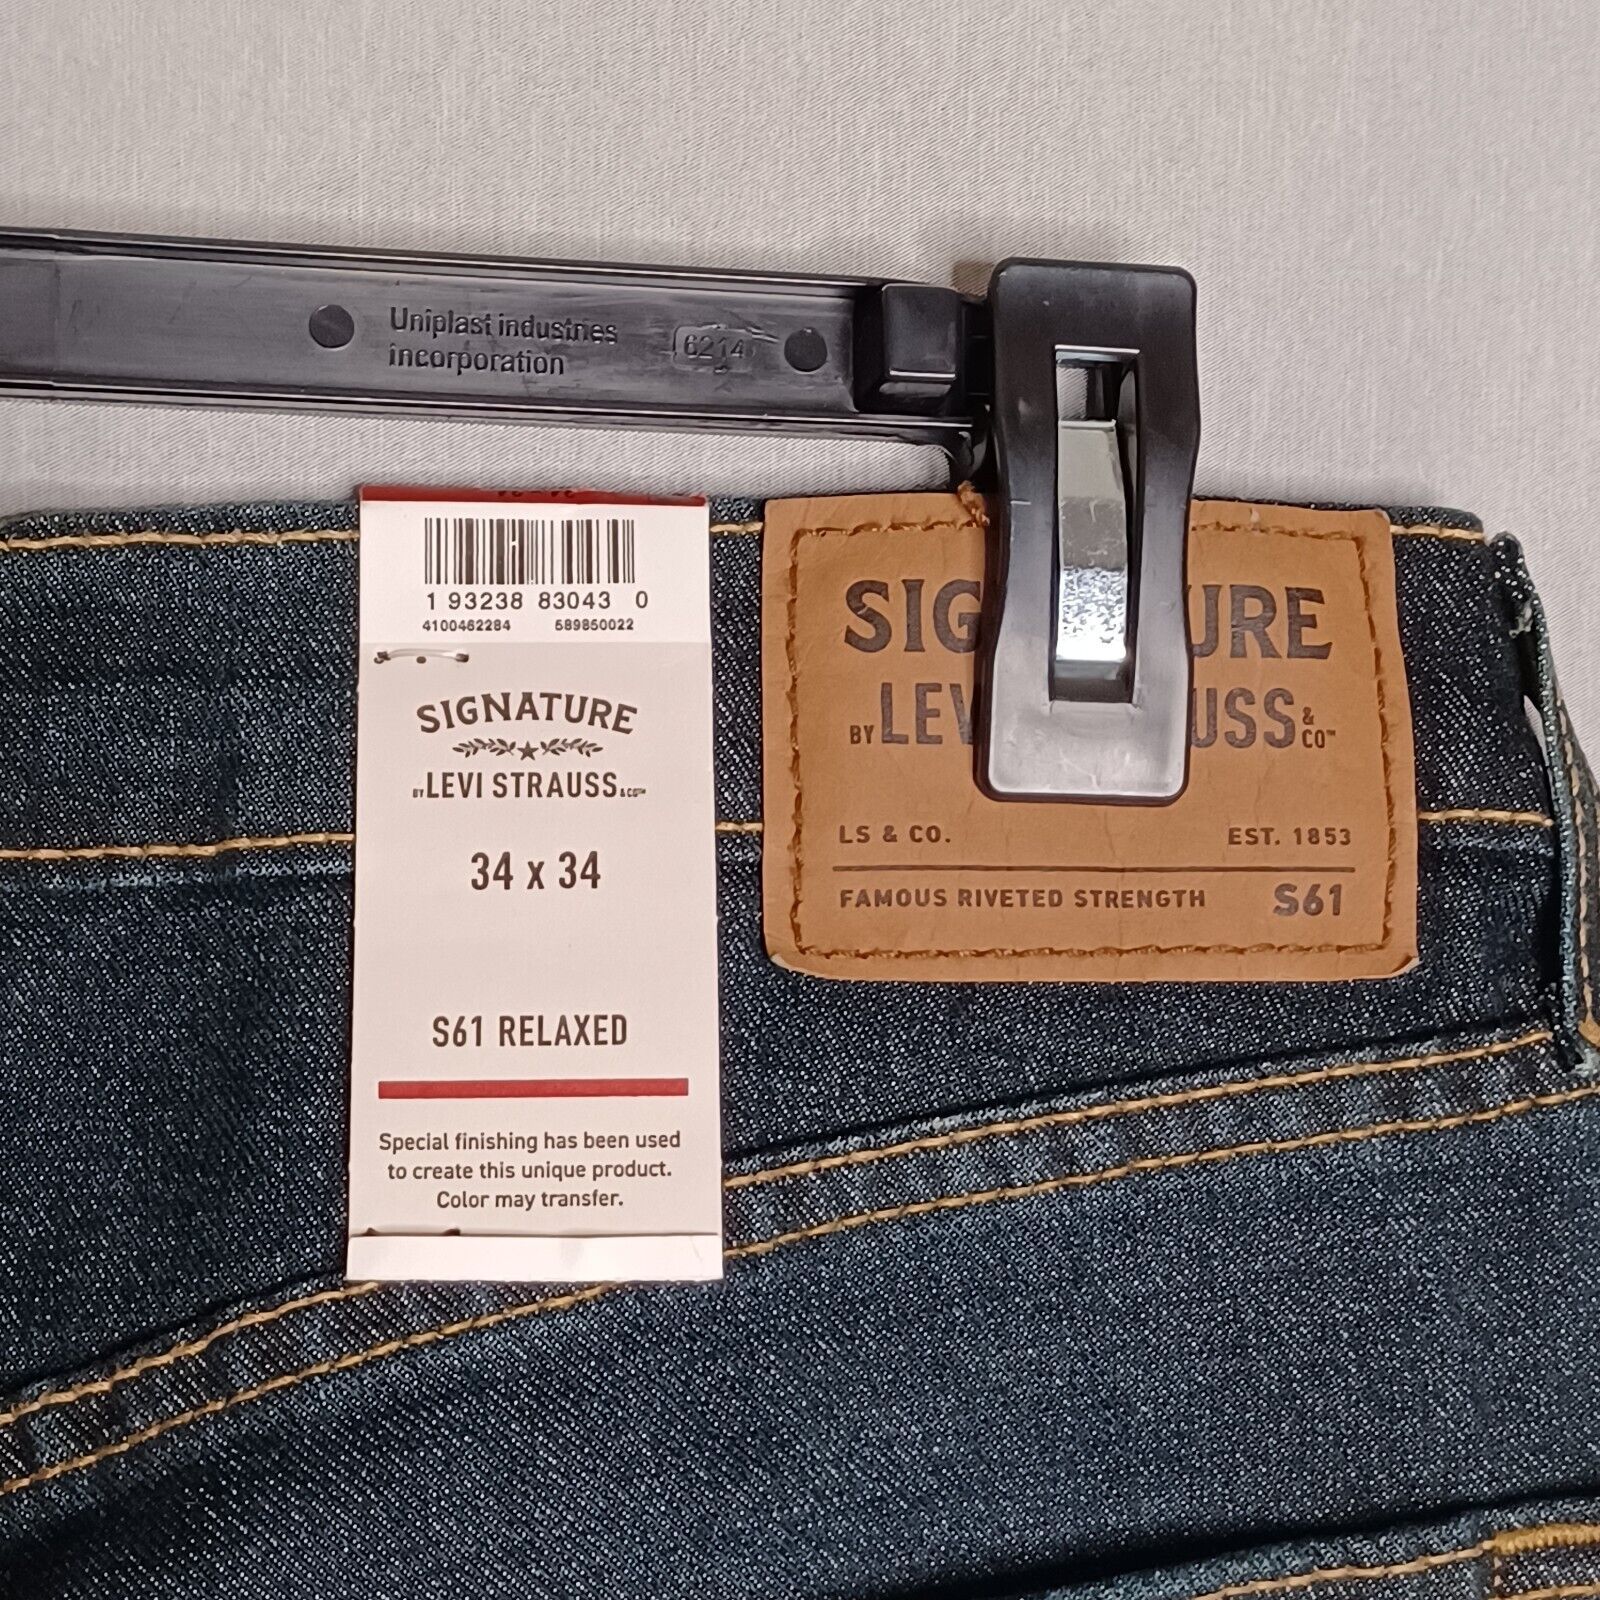 Uniplast industries
incorporation
6214
1 93238 83043 0
4100462284 589850022
SIGNATURE
BY LEVI STRAUSS & CO™
34 x 34
S61 RELAXED
Special finishing has been used
to create this unique product.
Color may transfer.
SIG URE
BY LEV USS & CO™
LS & CO. EST. 1853
FAMOUS RIVETED STRENGTH S61